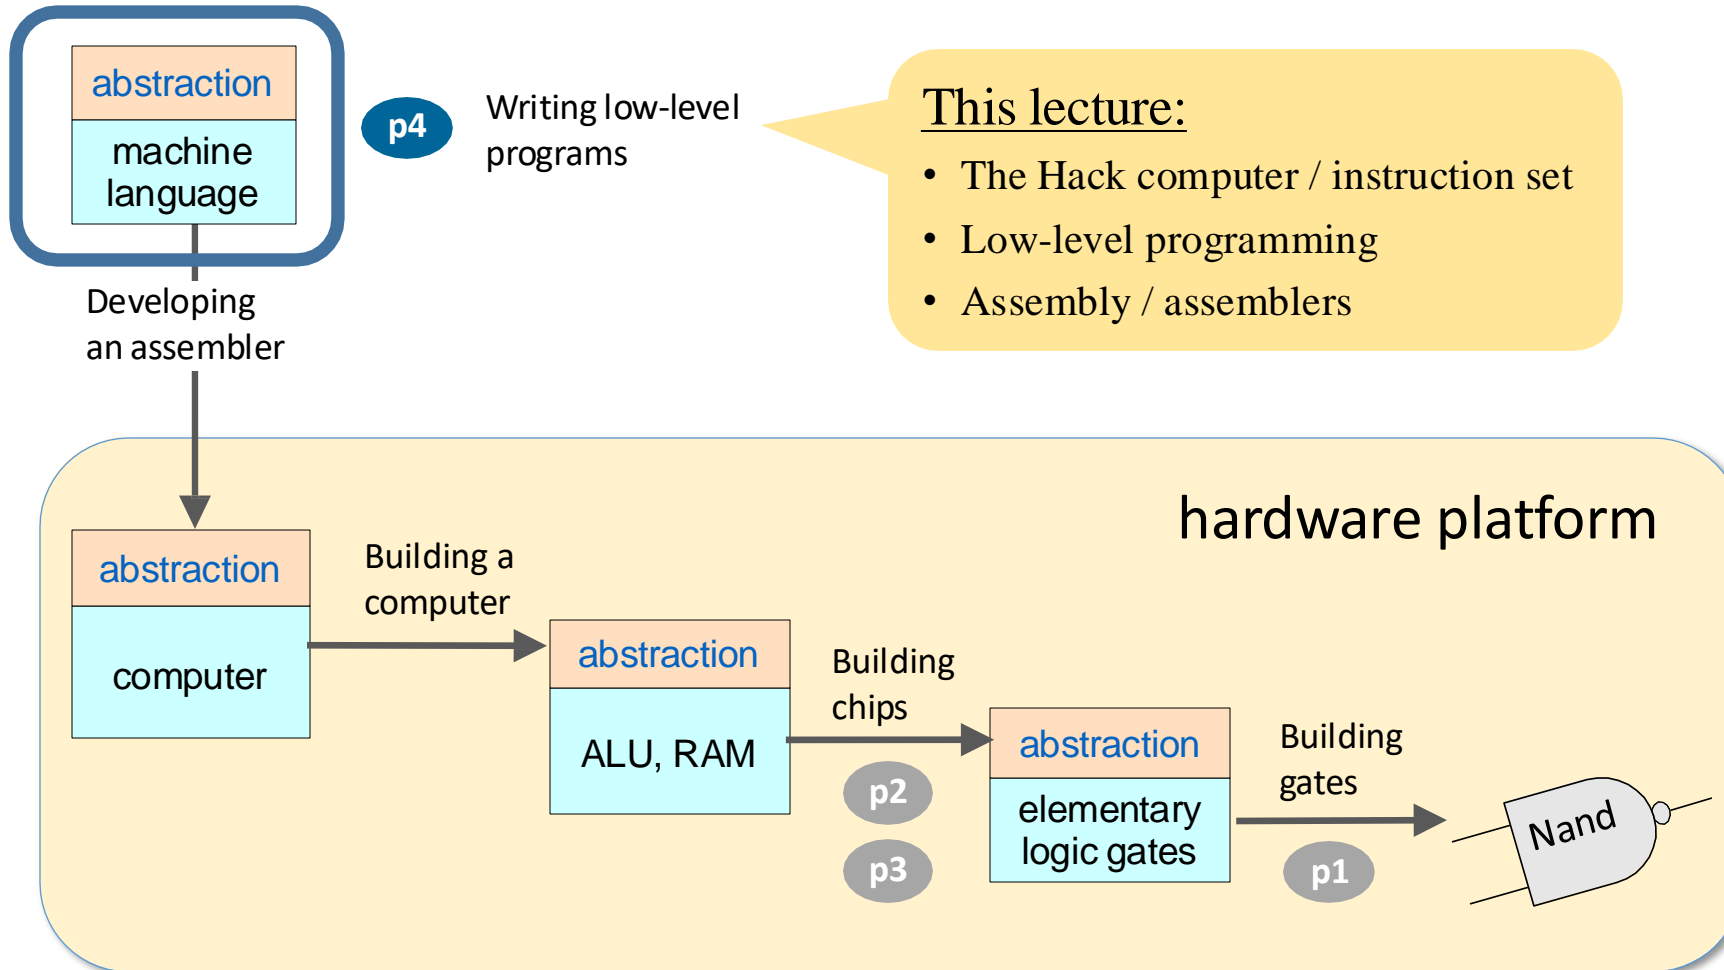 abstraction
machine
language
p4
Writing low-level
programs
This lecture:
• The Hack computer / instruction set
• Low-level programming
• Assembly / assemblers
Developing
an assembler
hardware platform
abstraction
computer
Building a
computer
abstraction
ALU, RAM
Building
chips
p2
p3
abstraction
elementary
logic gates
Building
gates
p1
Nand